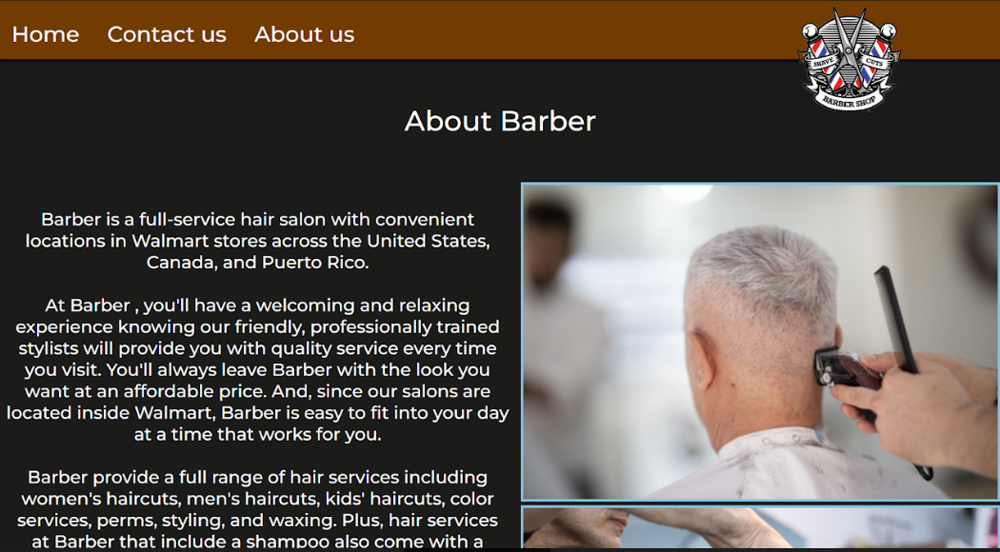 Home Contact us About us
SHAVE CUTS
BARBER SHOP
About Barber
Barber is a full-service hair salon with convenient
locations in Walmart stores across the United States,
Canada, and Puerto Rico.
At Barber , you'll have a welcoming and relaxing
experience knowing our friendly, professionally trained
stylists will provide you with quality service every time
you visit. You'll always leave Barber with the look you
want at an affordable price. And, since our salons are
located inside Walmart, Barber is easy to fit into your day
at a time that works for you.
Barber provide a full range of hair services including
women's haircuts, men's haircuts, kids' haircuts, color
services, perms, styling, and waxing. Plus, hair services
at Barber that include a shampoo also come with a